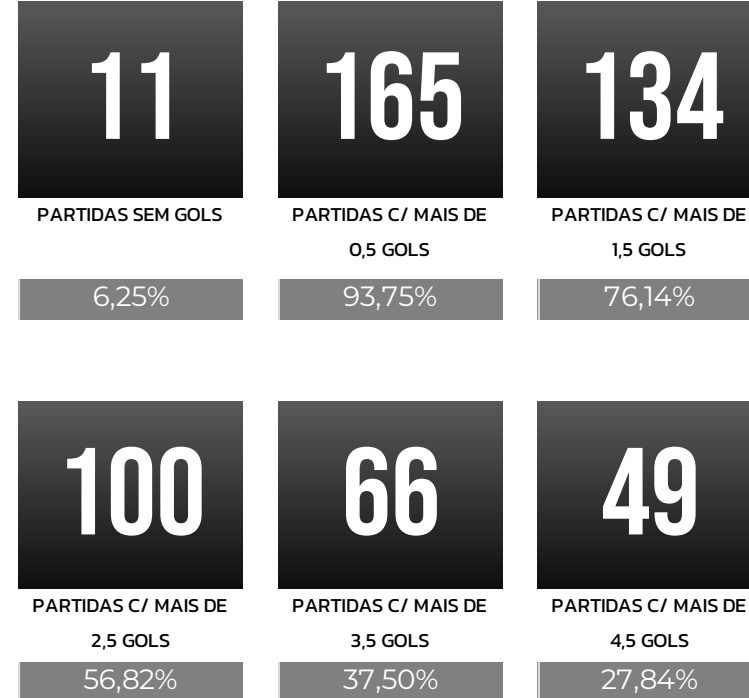 11
PARTIDAS SEM GOLS
6,25%
165
PARTIDAS C/ MAIS DE
0,5 GOLS
93,75%
134
PARTIDAS C/ MAIS DE
1,5 GOLS
76,14%
100
PARTIDAS C/ MAIS DE
2,5 GOLS
56,82%
66
PARTIDAS C/ MAIS DE
3,5 GOLS
37,50%
49
PARTIDAS C/ MAIS DE
4,5 GOLS
27,84%